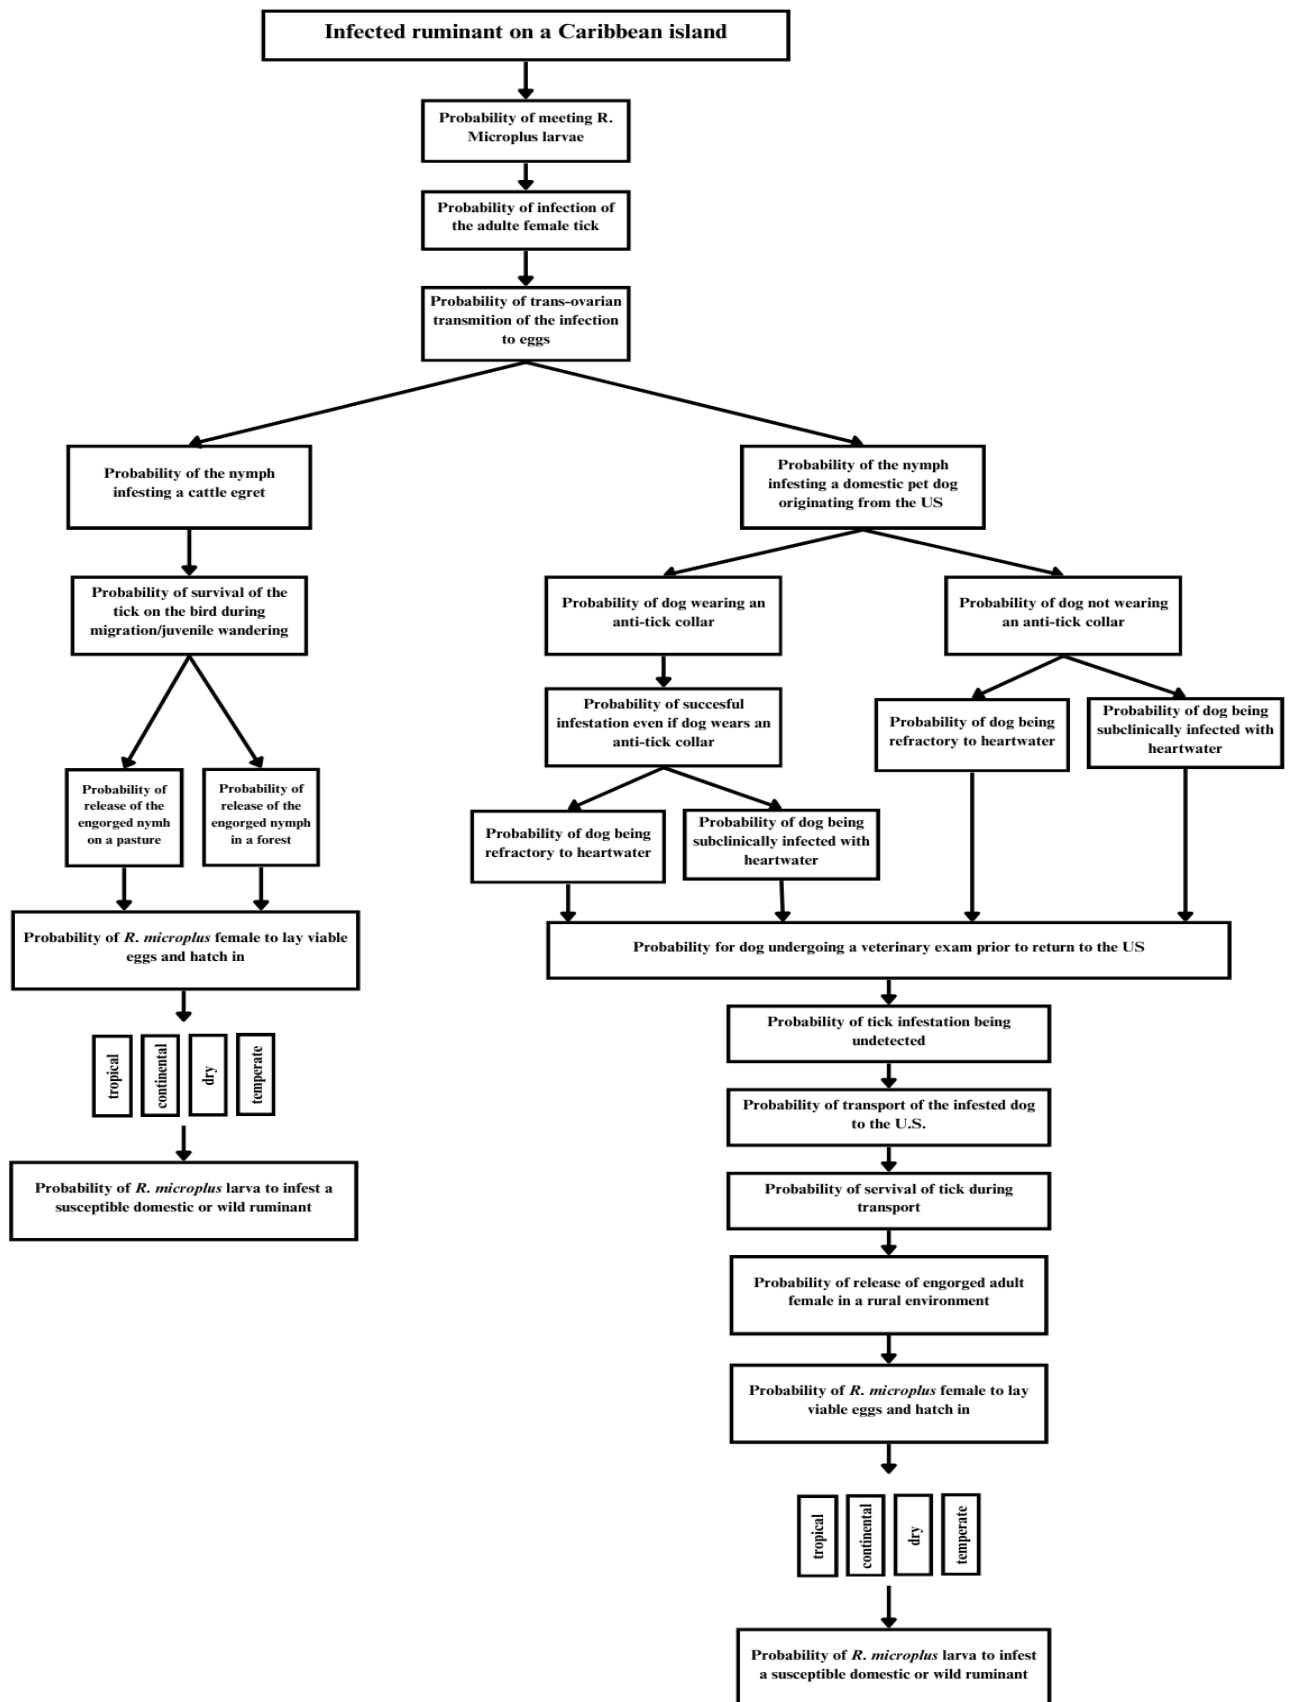 Infected ruminant on a Caribbean island
Probability of meeting R.
Microplus larvae
Probability of infection of
the adulte female tick
Probability of trans-ovarian
transmition of the infection
to eggs
Probability of the nymph
infesting a cattle egret
Probability of survival of the
tick on the bird during
migration/juvenile wandering
Probability of
release of the
engorged nymh
on a pasture
Probability of
release of the
engorged nymph
in a forest
Probability of R. microplus female to lay viable
eggs and hatch in
tropical
continental
dry
temperate
Probability of R. microplus larva to infest a
susceptible domestic or wild ruminant
Probability of the nymph
infesting a domestic pet dog
originating from the US
Probability of dog wearing an
anti-tick collar
Probability of dog not wearing
an anti-tick collar
Probability of succesful
infestation even if dog wears an
anti-tick collar
Probability of dog being
refractory to heartwater
Probability of dog being
subclinically infected with
heartwater
Probability of dog being
refractory to heartwater
Probability of dog being
subclinically infected with
heartwater
Probability for dog undergoing a veterinary exam prior to return to the US
Probability of tick infestation being
undetected
Probability of transport of the infested dog
to the U.S.
Probability of servival of tick during
transport
Probability of release of engorged adult
female in a rural environment
Probability of R. microplus female to lay
viable eggs and hatch in
tropical
continental
dry
temperate
Probability of R. microplus larva to infest
a susceptible domestic or wild ruminant